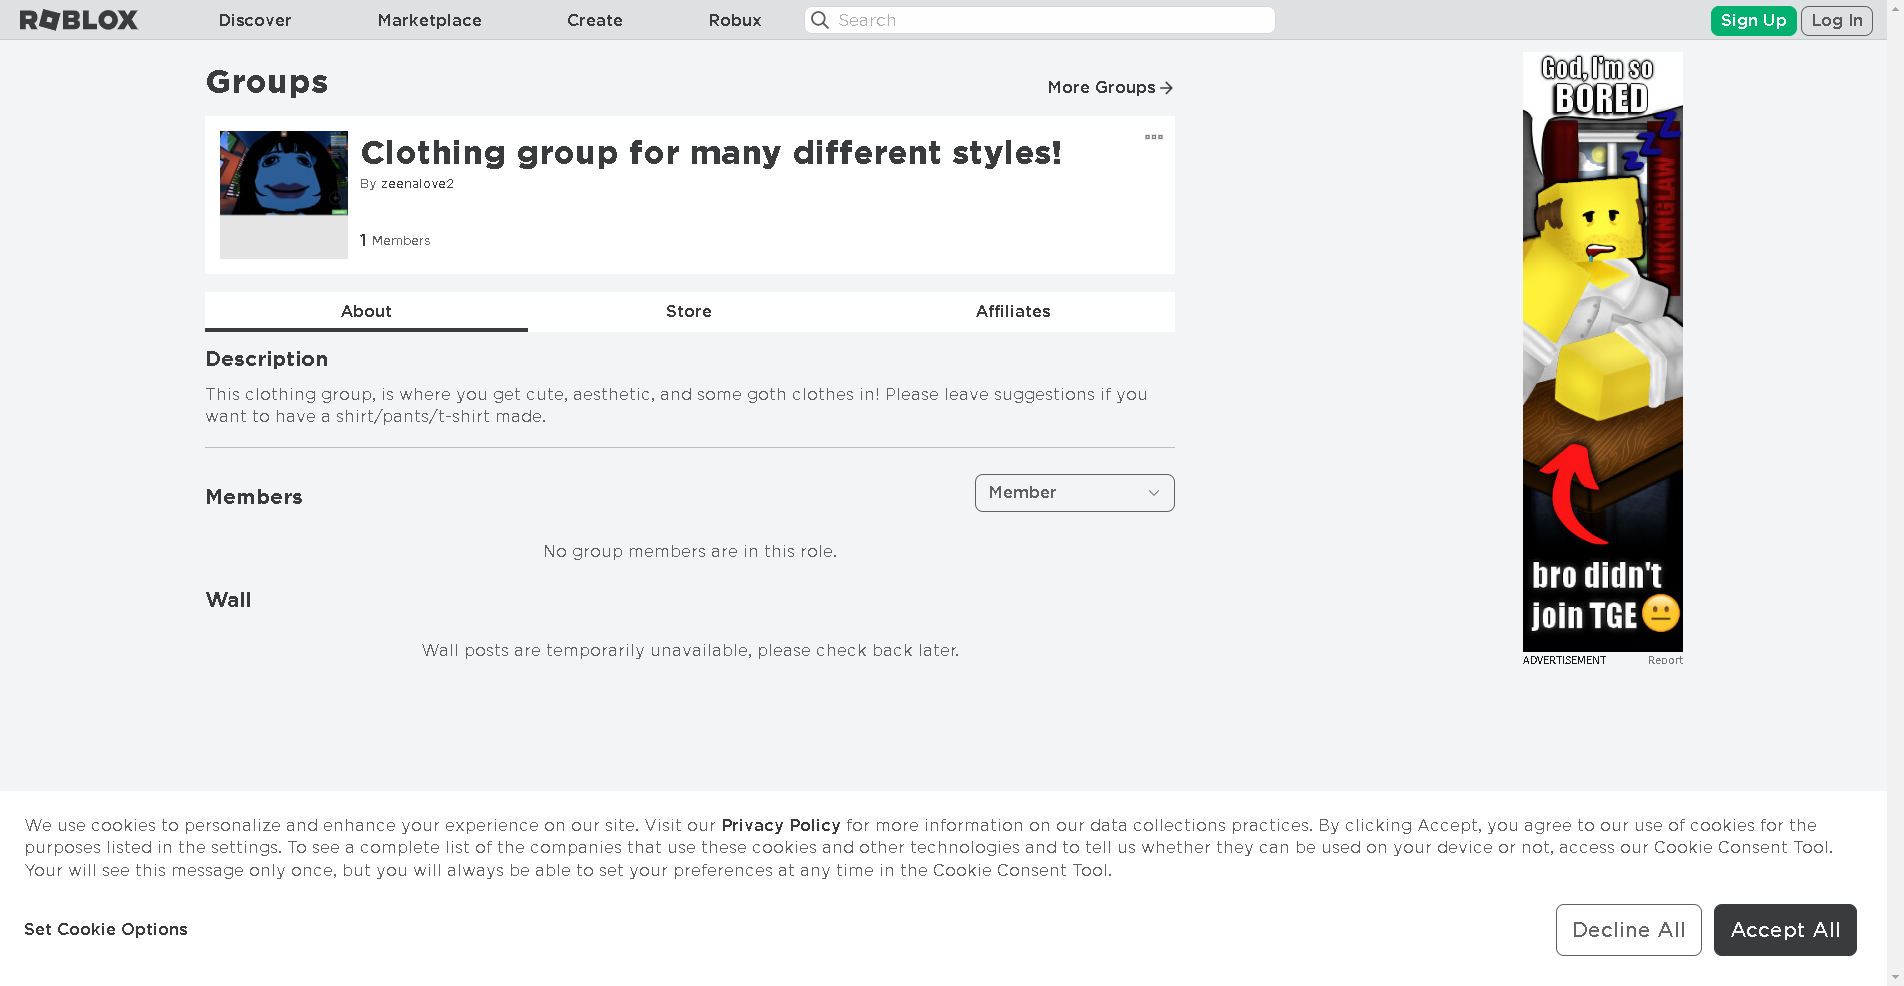 ROBLOX
Discover
Marketplace
Create
Robux
Search
Sign Up
Log In
Groups
More Groups
Clothing group for many different styles!
By zeenalove2
1 Members
About
Store
Affiliates
Description
This clothing group, is where you get cute, aesthetic, and some goth clothes in! Please leave suggestions if you
want to have a shirt/pants/t-shirt made.
Members
Member
No group members are in this role.
Wall
Wall posts are temporarily unavailable, please check back later.
God, I'm so
BORED
zzz
VIKINGLAW
bro didn't
join TGE
ADVERTISEMENT
Report
We use cookies to personalize and enhance your experience on our site. Visit our Privacy Policy for more information on our data collections practices. By clicking Accept, you agree to our use of cookies for the
purposes listed in the settings. To see a complete list of the companies that use these cookies and other technologies and to tell us whether they can be used on your device or not, access our Cookie Consent Tool.
Your will see this message only once, but you will always be able to set your preferences at any time in the Cookie Consent Tool.
Set Cookie Options
Decline All
Accept All